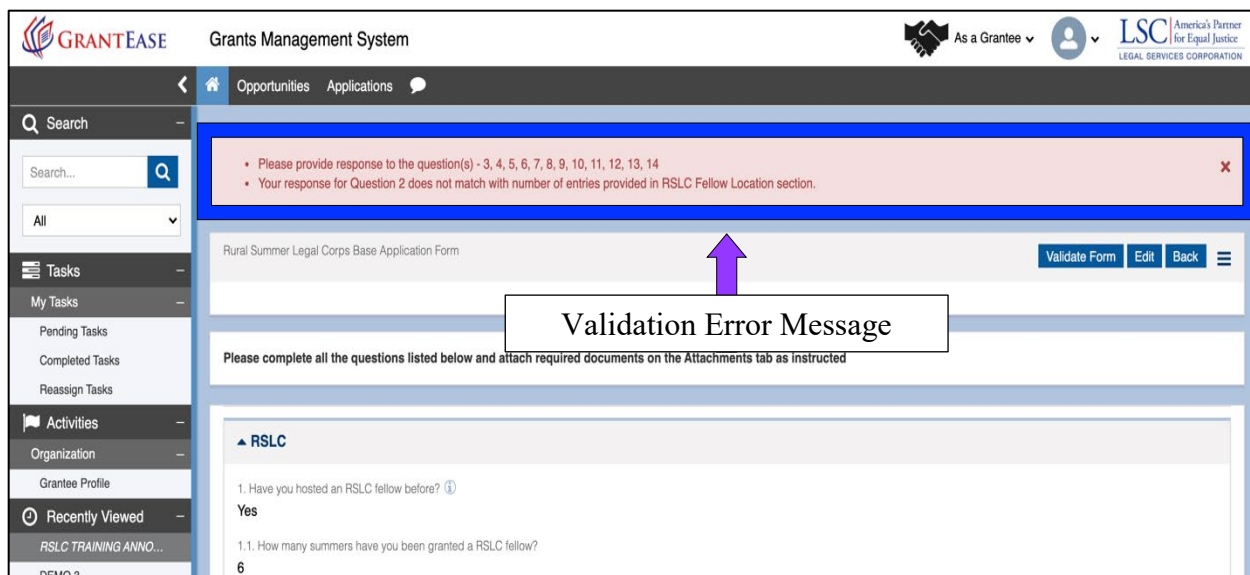 GRANTEASE
Grants Management System
As a Grantee
LSC America's Partner for Equal Justice
LEGAL SERVICES CORPORATION
Opportunities Applications
Search
Search...
All
Tasks
My Tasks
Pending Tasks
Completed Tasks
Reassign Tasks
Activities
Organization
Grantee Profile
Recently Viewed
RSLC TRAINING ANNO...
DEMO 3
• Please provide response to the question(s) - 3, 4, 5, 6, 7, 8, 9, 10, 11, 12, 13, 14
• Your response for Question 2 does not match with number of entries provided in RSLC Fellow Location section.
Rural Summer Legal Corps Base Application Form
Validate Form Edit Back
Validation Error Message
Please complete all the questions listed below and attach required documents on the Attachments tab as instructed
RSLC
1. Have you hosted an RSLC fellow before?
Yes
1.1. How many summers have you been granted a RSLC fellow?
6